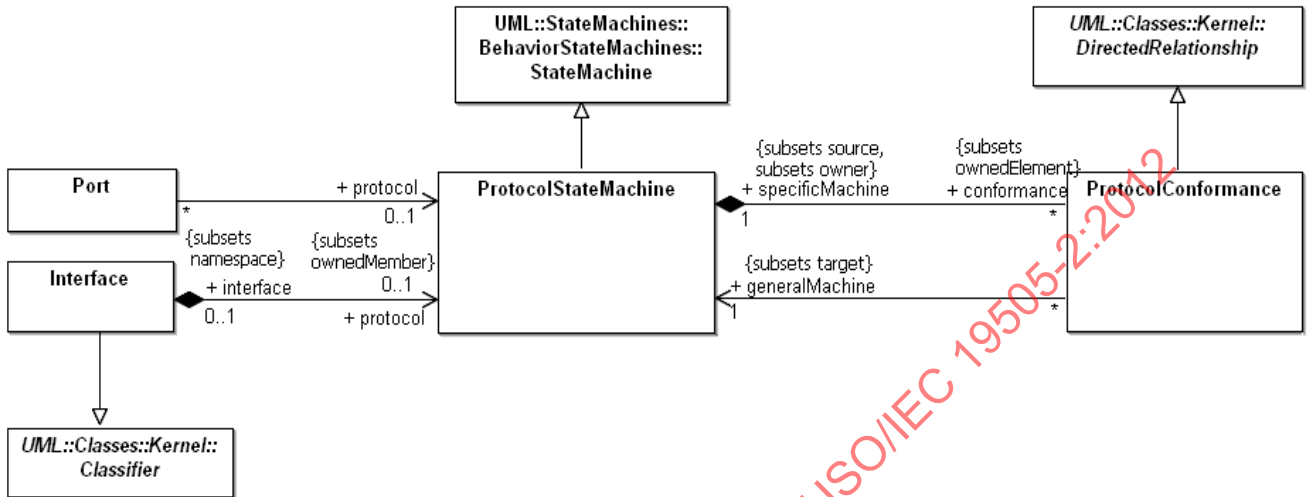 UML::StateMachines::
BehaviorStateMachines::
StateMachine
UML::Classes::Kernel::
DirectedRelationship
Port
+ protocol
0..1
*
ProtocolStateMachine
{subsets source,
subsets owner}
+ specificMachine
1
{subsets
ownedElement}
+ conformance
*
ProtocolConformance
Interface
{subsets
namespace}
+ interface
0..1
{subsets
ownedMember}
0..1
+ protocol
{subsets target}
+ generalMachine
1
*
UML::Classes::Kernel::
Classifier
ISO/IEC 19505-2:2012